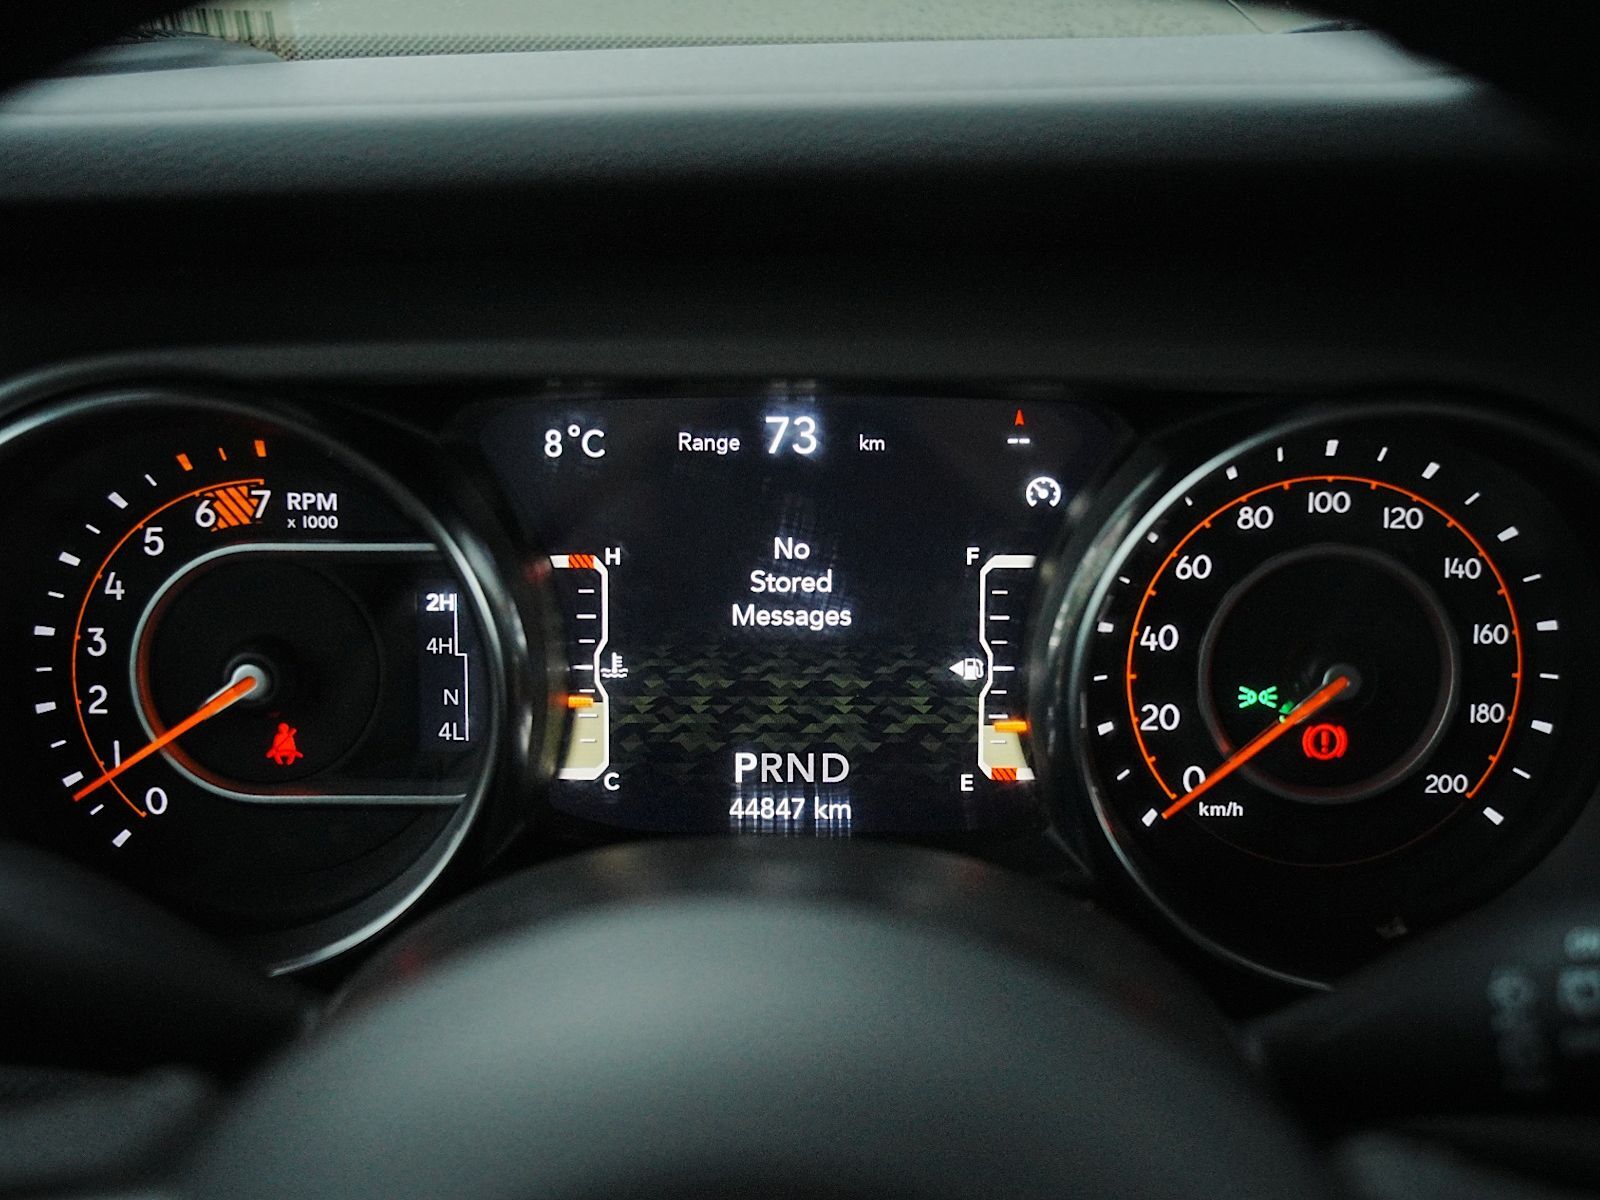 8°C
Range 73 km
--
RPM
x 1000
0
1
2
3
4
5
6
7
2H
4H
N
4L
H
C
No
Stored
Messages
F
E
PRND
44847 km
0
20
40
60
80
100
120
140
160
180
200
km/h